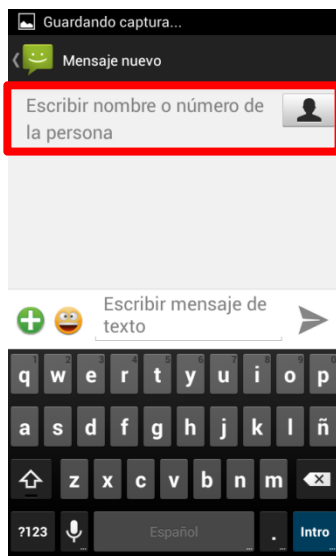 Guardando captura...
Mensaje nuevo
Escribir nombre o número de
la persona
Escribir mensaje de
texto
q w e r t y u i o p
a s d f g h j k l ñ
z x c v b n m
?123 Español . Intro